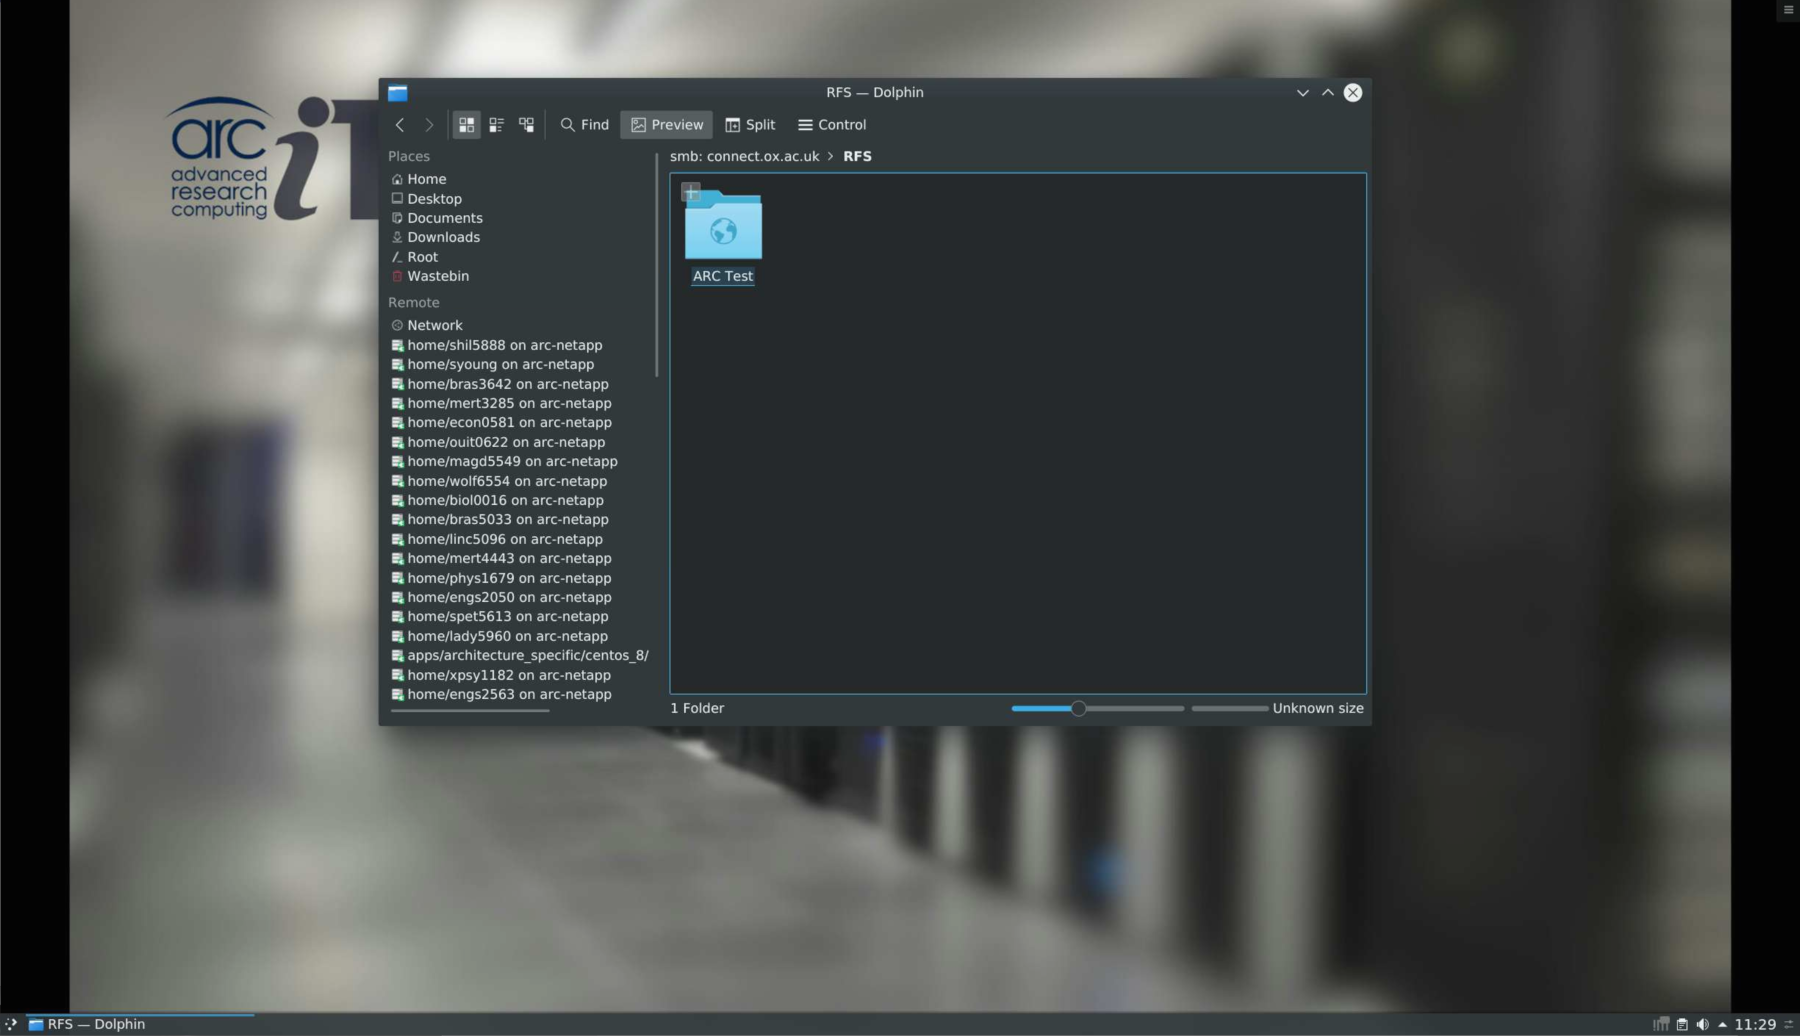 arc
advanced
research
computing
iT
RFS — Dolphin
Find
Preview
Split
Control
Places
Home
Desktop
Documents
Downloads
Root
Wastebin
Remote
Network
home/shil5888 on arc-netapp
home/syoung on arc-netapp
home/bras3642 on arc-netapp
home/mert3285 on arc-netapp
home/econ0581 on arc-netapp
home/ouit0622 on arc-netapp
home/magd5549 on arc-netapp
home/wolf6554 on arc-netapp
home/biol0016 on arc-netapp
home/bras5033 on arc-netapp
home/linc5096 on arc-netapp
home/mert4443 on arc-netapp
home/phys1679 on arc-netapp
home/engs2050 on arc-netapp
home/spet5613 on arc-netapp
home/lady5960 on arc-netapp
apps/architecture_specific/centos_8/
home/xpsy1182 on arc-netapp
home/engs2563 on arc-netapp
smb: connect.ox.ac.uk > RFS
ARC Test
1 Folder
Unknown size
RFS — Dolphin
11:29